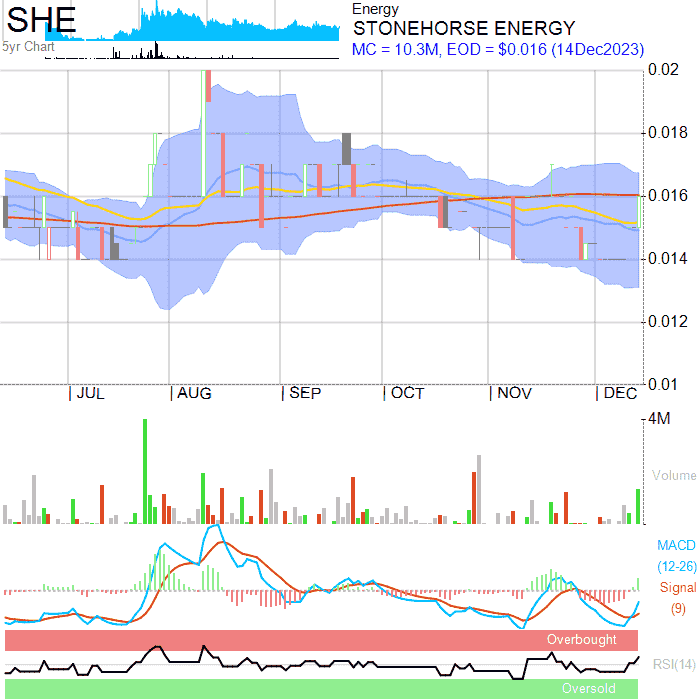 SHE
Energy
STONEHORSE ENERGY
5yr Chart
MC = 10.3M, EOD = $0.016 (14Dec2023)
0.02
0.018
0.016
0.014
0.012
0.01
JUL AUG SEP OCT NOV DEC
4M
Volume
MACD
(12-26)
Signal
(9)
Overbought
RSI(14)
Oversold